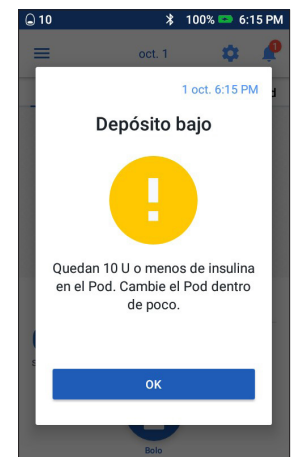 10 100% 6:15 PM
oct. 1
1 oct. 6:15 PM
Depósito bajo
Quedan 10 U o menos de insulina
en el Pod. Cambie el Pod dentro
de poco.
OK
Bolo